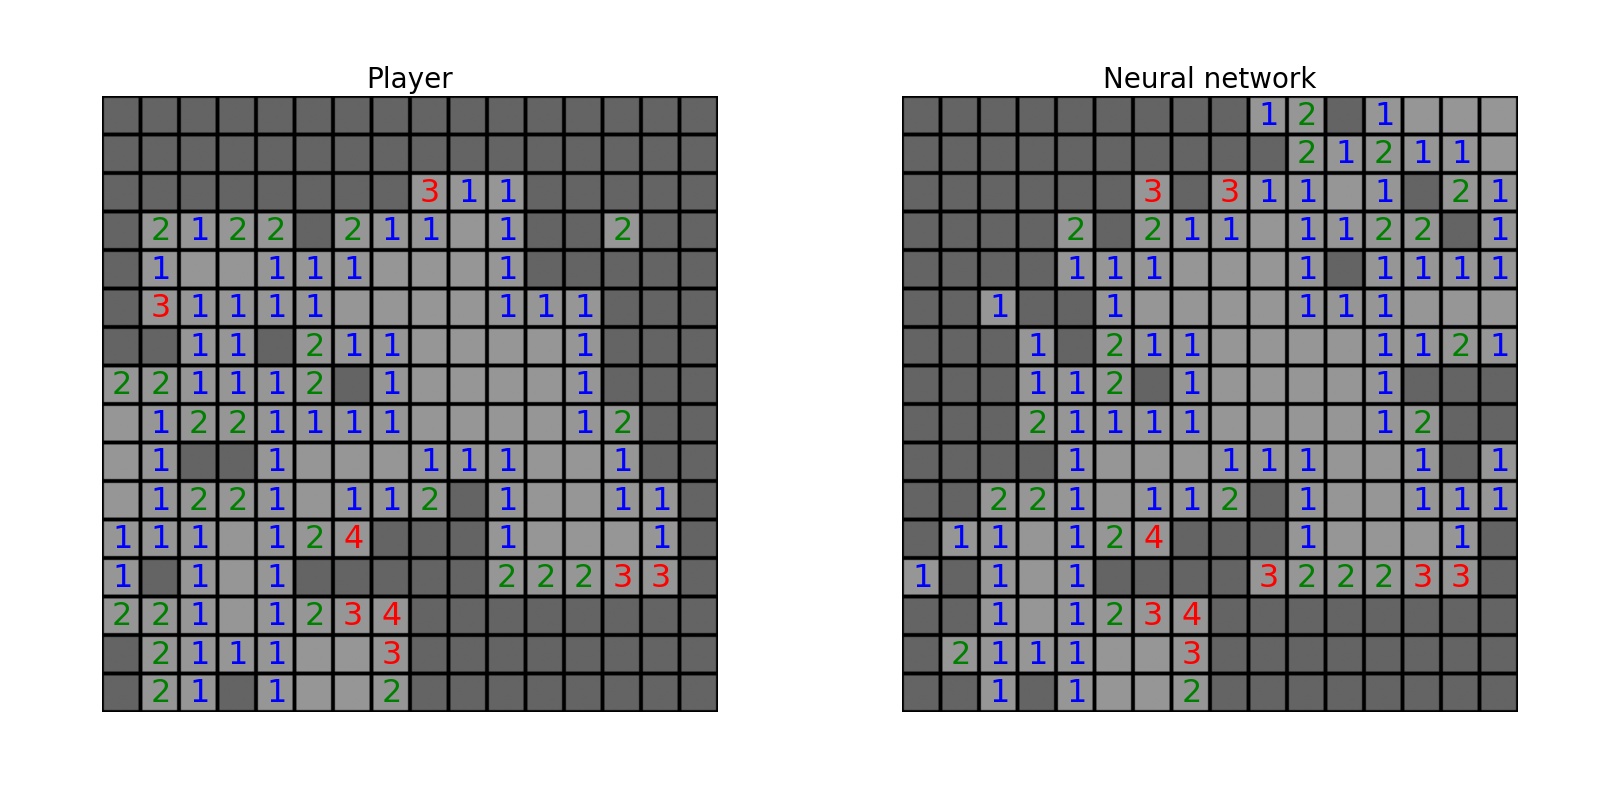 Player
Neural network
1 2 1
2 1 2 1 1
3 1 1
3 3 1 1 1 2 1
2 1 2 2 2 1 1 1 2
2 2 1 1 1 1 2 2 1
1 1 1 1 1
1 1 1 1 1 1 1 1
3 1 1 1 1 1 1 1
1 1 1 1 1
1 1 2 1 1 1
1 2 1 1 1 1 2 1
2 2 1 1 1 2 1 1
1 1 2 1 1
1 2 2 1 1 1 1 1 2
2 1 1 1 1 1 2
1 1 1 1 1 1
1 1 1 1 1 1
1 2 2 1 1 1 2 1 1 1
2 2 1 1 1 2 1 1 1 1
1 1 1 1 2 4 1 1
1 1 1 2 4 1 1
1 1 1 2 2 2 3 3
1 1 1 3 2 2 2 3 3
2 2 1 1 2 3 4
1 1 2 3 4
2 1 1 1 3
2 1 1 1 3
2 1 1 2
1 1 2